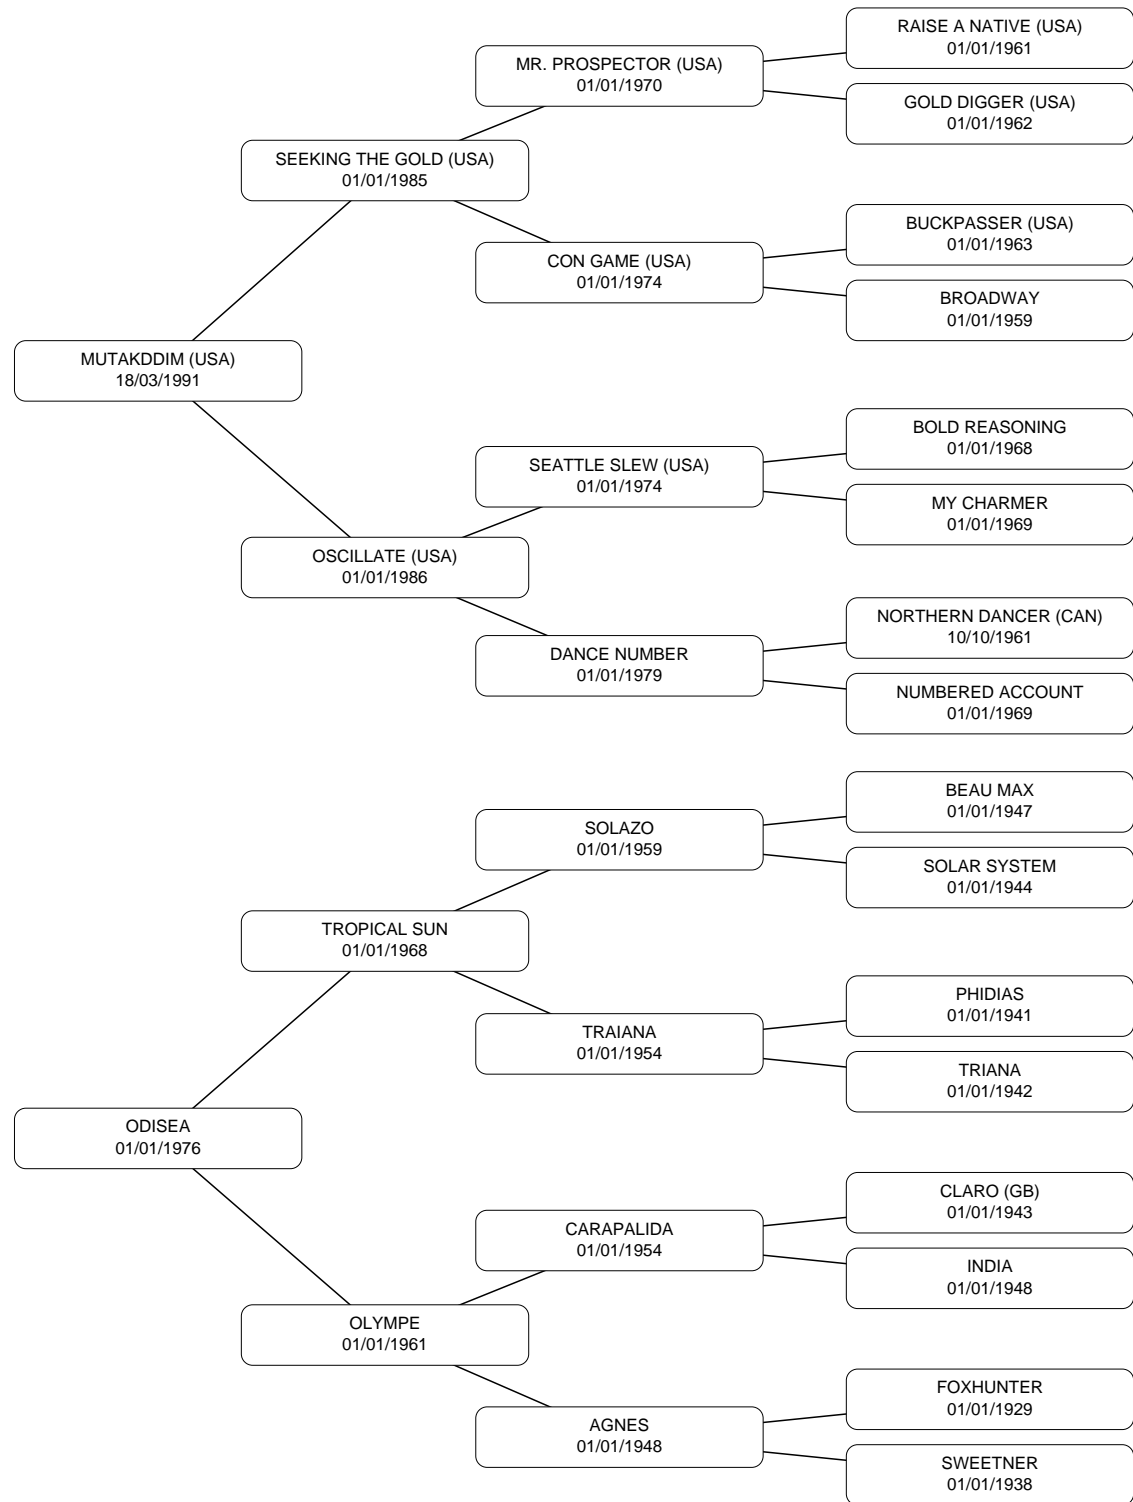 RAISE A NATIVE (USA)
01/01/1961
MR. PROSPECTOR (USA)
01/01/1970
GOLD DIGGER (USA)
01/01/1962
SEEKING THE GOLD (USA)
01/01/1985
BUCKPASSER (USA)
01/01/1963
CON GAME (USA)
01/01/1974
BROADWAY
01/01/1959
MUTAKDDIM (USA)
18/03/1991
BOLD REASONING
01/01/1968
SEATTLE SLEW (USA)
01/01/1974
MY CHARMER
01/01/1969
OSCILLATE (USA)
01/01/1986
NORTHERN DANCER (CAN)
10/10/1961
DANCE NUMBER
01/01/1979
NUMBERED ACCOUNT
01/01/1969
BEAU MAX
01/01/1947
SOLAZO
01/01/1959
SOLAR SYSTEM
01/01/1944
TROPICAL SUN
01/01/1968
PHIDIAS
01/01/1941
TRAIANA
01/01/1954
TRIANA
01/01/1942
ODISEA
01/01/1976
CLARO (GB)
01/01/1943
CARAPALIDA
01/01/1954
INDIA
01/01/1948
OLYMPE
01/01/1961
FOXHUNTER
01/01/1929
AGNES
01/01/1948
SWEETNER
01/01/1938